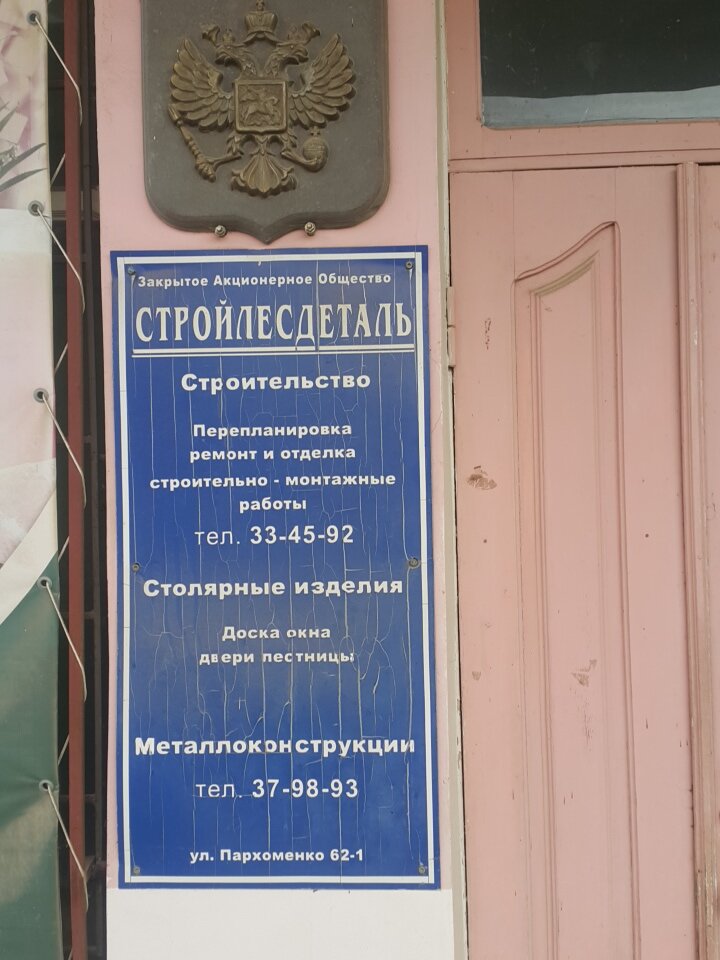 Закрытое Акционерное Общество
СТРОЙЛЕСДЕТАЛЬ
Строительство
Перепланировка
ремонт и отделка
строительно - монтажные
работы
тел. 33-45-92
Столярные изделия
Доска окна
двери лестницы
Металлоконструкции
тел. 37-98-93
ул. Пархоменко 62-1